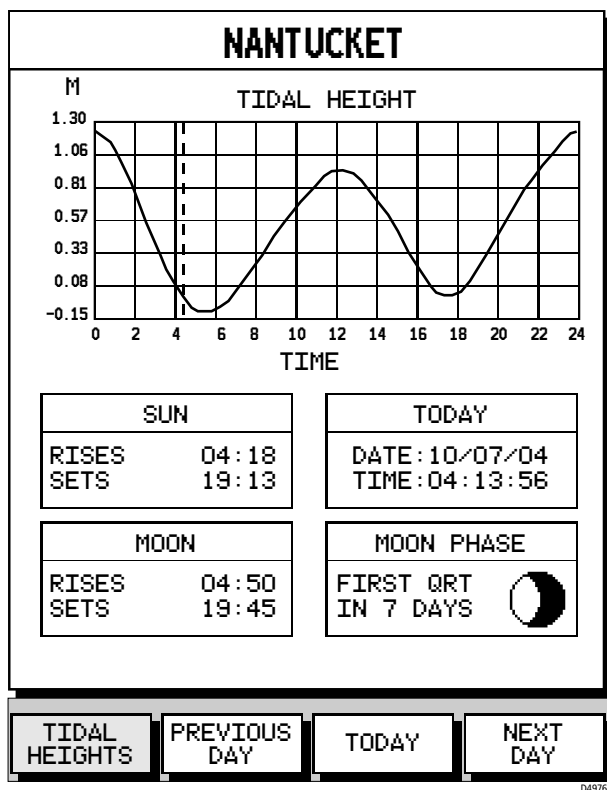 NANTUCKET
M
TIDAL HEIGHT
1.30
1.06
0.81
0.57
0.33
0.08
-0.15
0 2 4 6 8 10 12 14 16 18 20 22 24
TIME
SUN
RISES 04:18
SETS 19:13
TODAY
DATE:10/07/04
TIME:04:13:56
MOON
RISES 04:50
SETS 19:45
MOON PHASE
FIRST QRT
IN 7 DAYS
TIDAL
HEIGHTS
PREVIOUS
DAY
TODAY
NEXT
DAY
D4976